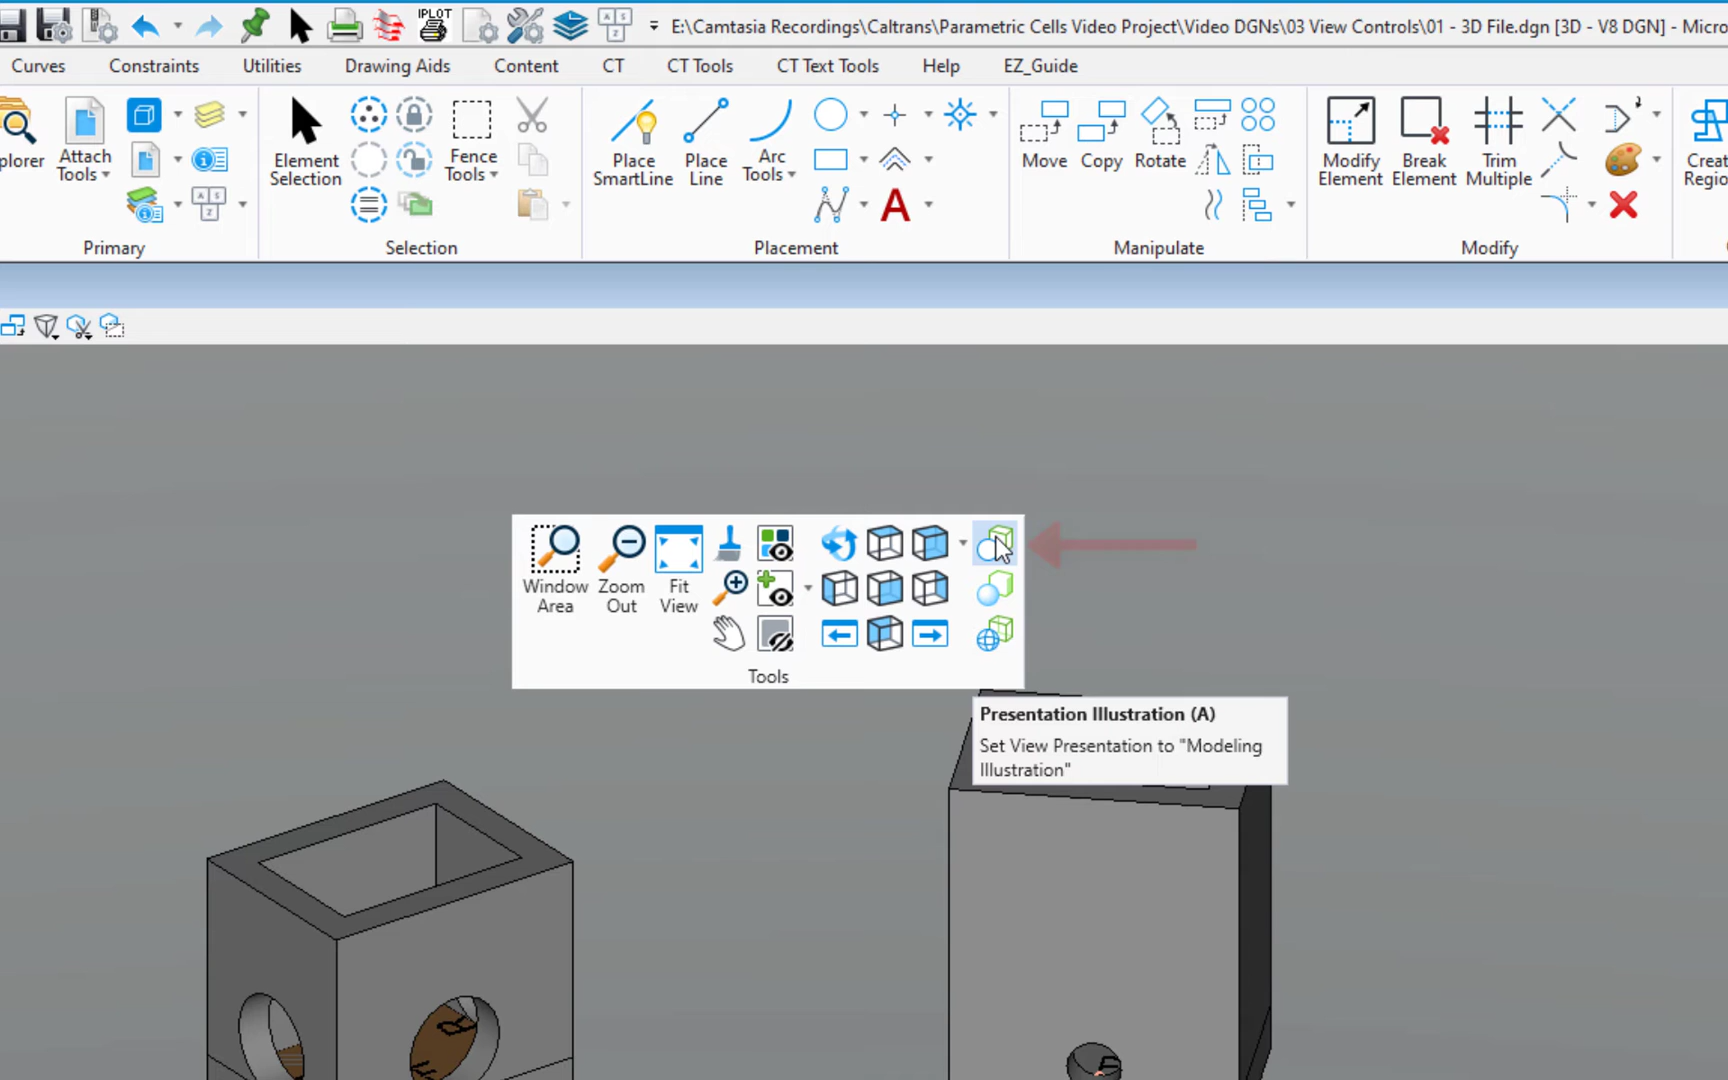 IPLOT
A S Z
E:\Camtasia Recordings\Caltrans\Parametric Cells Video Project\Video DGNs\03 View Controls\01 - 3D File.dgn [3D - V8 DGN] - Micro
Curves Constraints Utilities Drawing Aids Content CT CT Tools CT Text Tools Help EZ_Guide
plorer
Attach
Tools
A S Z
Element
Selection
Fence
Tools
Place
SmartLine
Place
Line
Arc
Tools
A
Move Copy Rotate
Modify
Element
Break
Element
Trim
Multiple
Creat
Regio
Primary Selection Placement Manipulate Modify
Window
Area
Zoom
Out
Fit
View
Tools
Presentation Illustration (A)
Set View Presentation to "Modeling
Illustration"